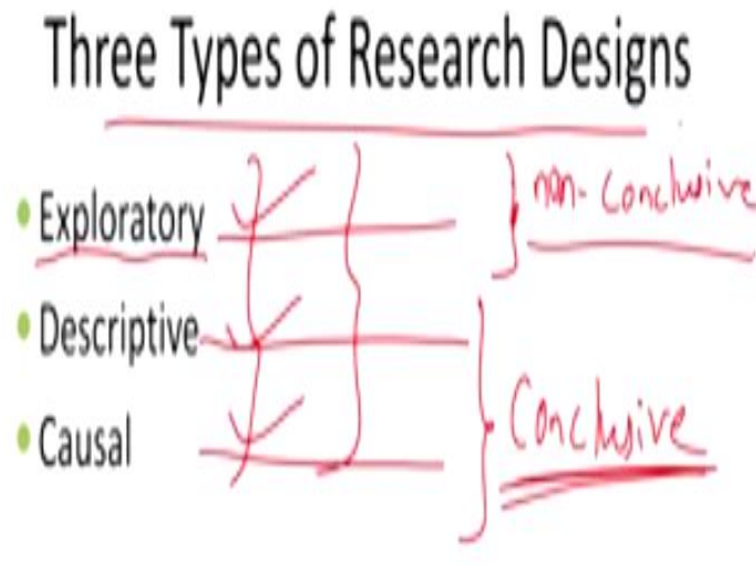 Three Types of Research Designs
• Exploratory non-conclusive
• Descriptive
• Causal Conclusive